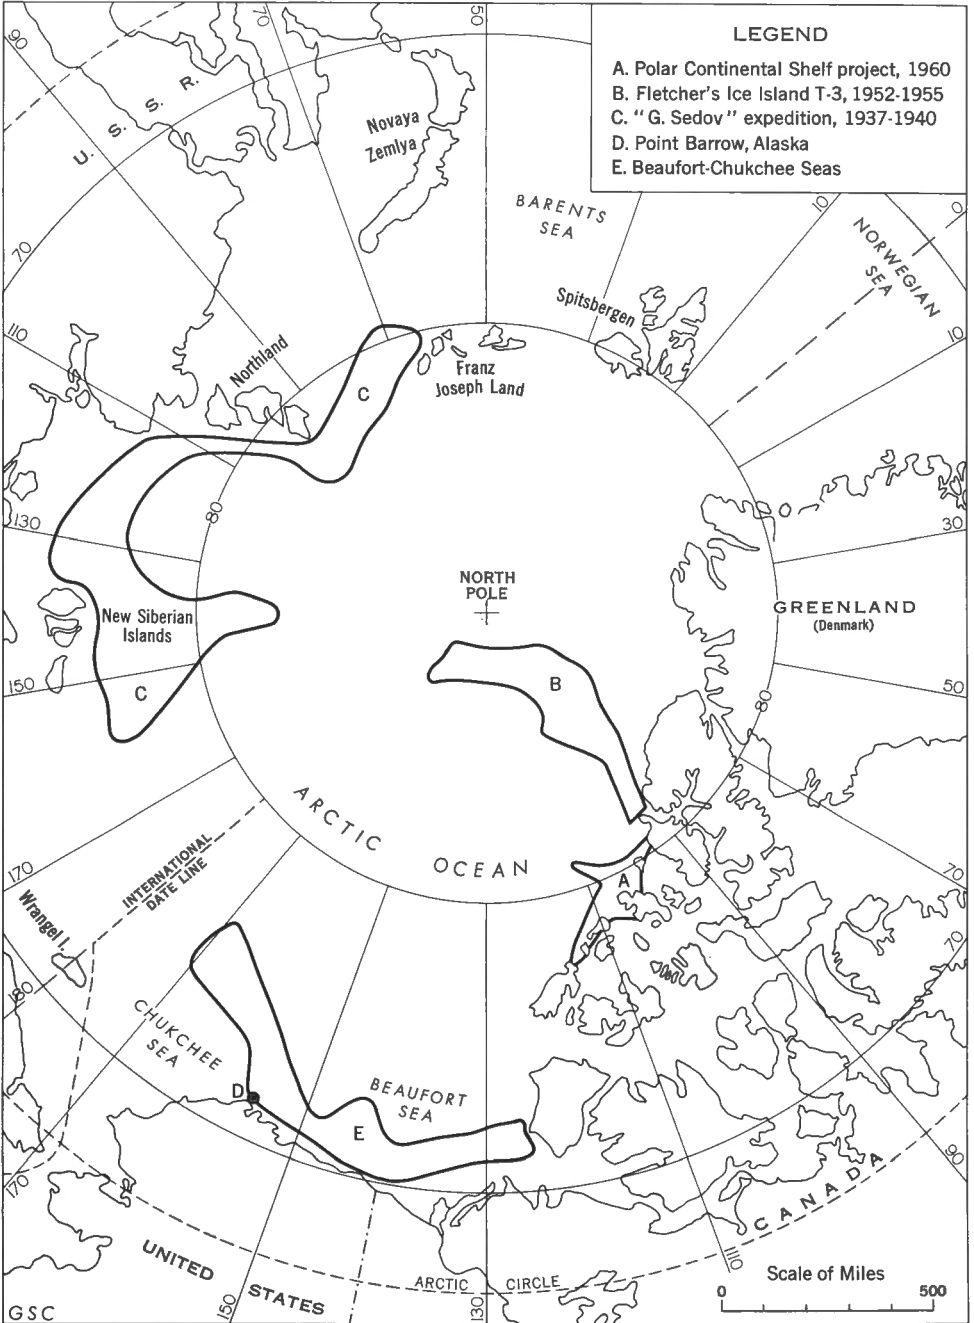 LEGEND
A. Polar Continental Shelf project, 1960
B. Fletcher's Ice Island T-3, 1952-1955
C. "G. Sedov" expedition, 1937-1940
D. Point Barrow, Alaska
E. Beaufort-Chukchee Seas
90
70
50
U. S. S. R.
Novaya
Zemlya
BARENTS
SEA
10
0
NORWEGIAN
SEA
70
Spitsbergen
110
10
Northland
Franz
Joseph Land
C
80
130
30
NORTH
POLE
New Siberian
Islands
GREENLAND
(Denmark)
150
C
B
50
80
ARCTIC
OCEAN
INTERNATIONAL
DATE LINE
170
A
70
Wrangel I.
70
180
CHUKCHEE
SEA
D
BEAUFORT
SEA
E
90
170
CANADA
UNITED
STATES
ARCTIC CIRCLE
110
Scale of Miles
0 500
150
130
GSC